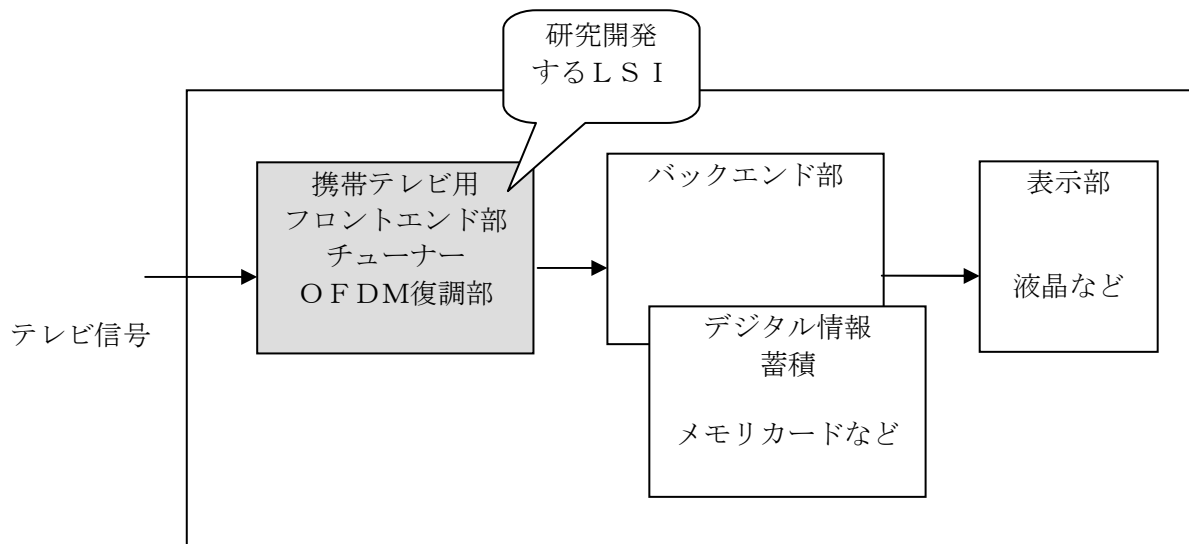 研究開発
するＬＳＩ
携帯テレビ用
フロントエンド部
チューナー
ＯＦＤＭ復調部
バックエンド部
表示部
液晶など
テレビ信号
デジタル情報
蓄積
メモリカードなど